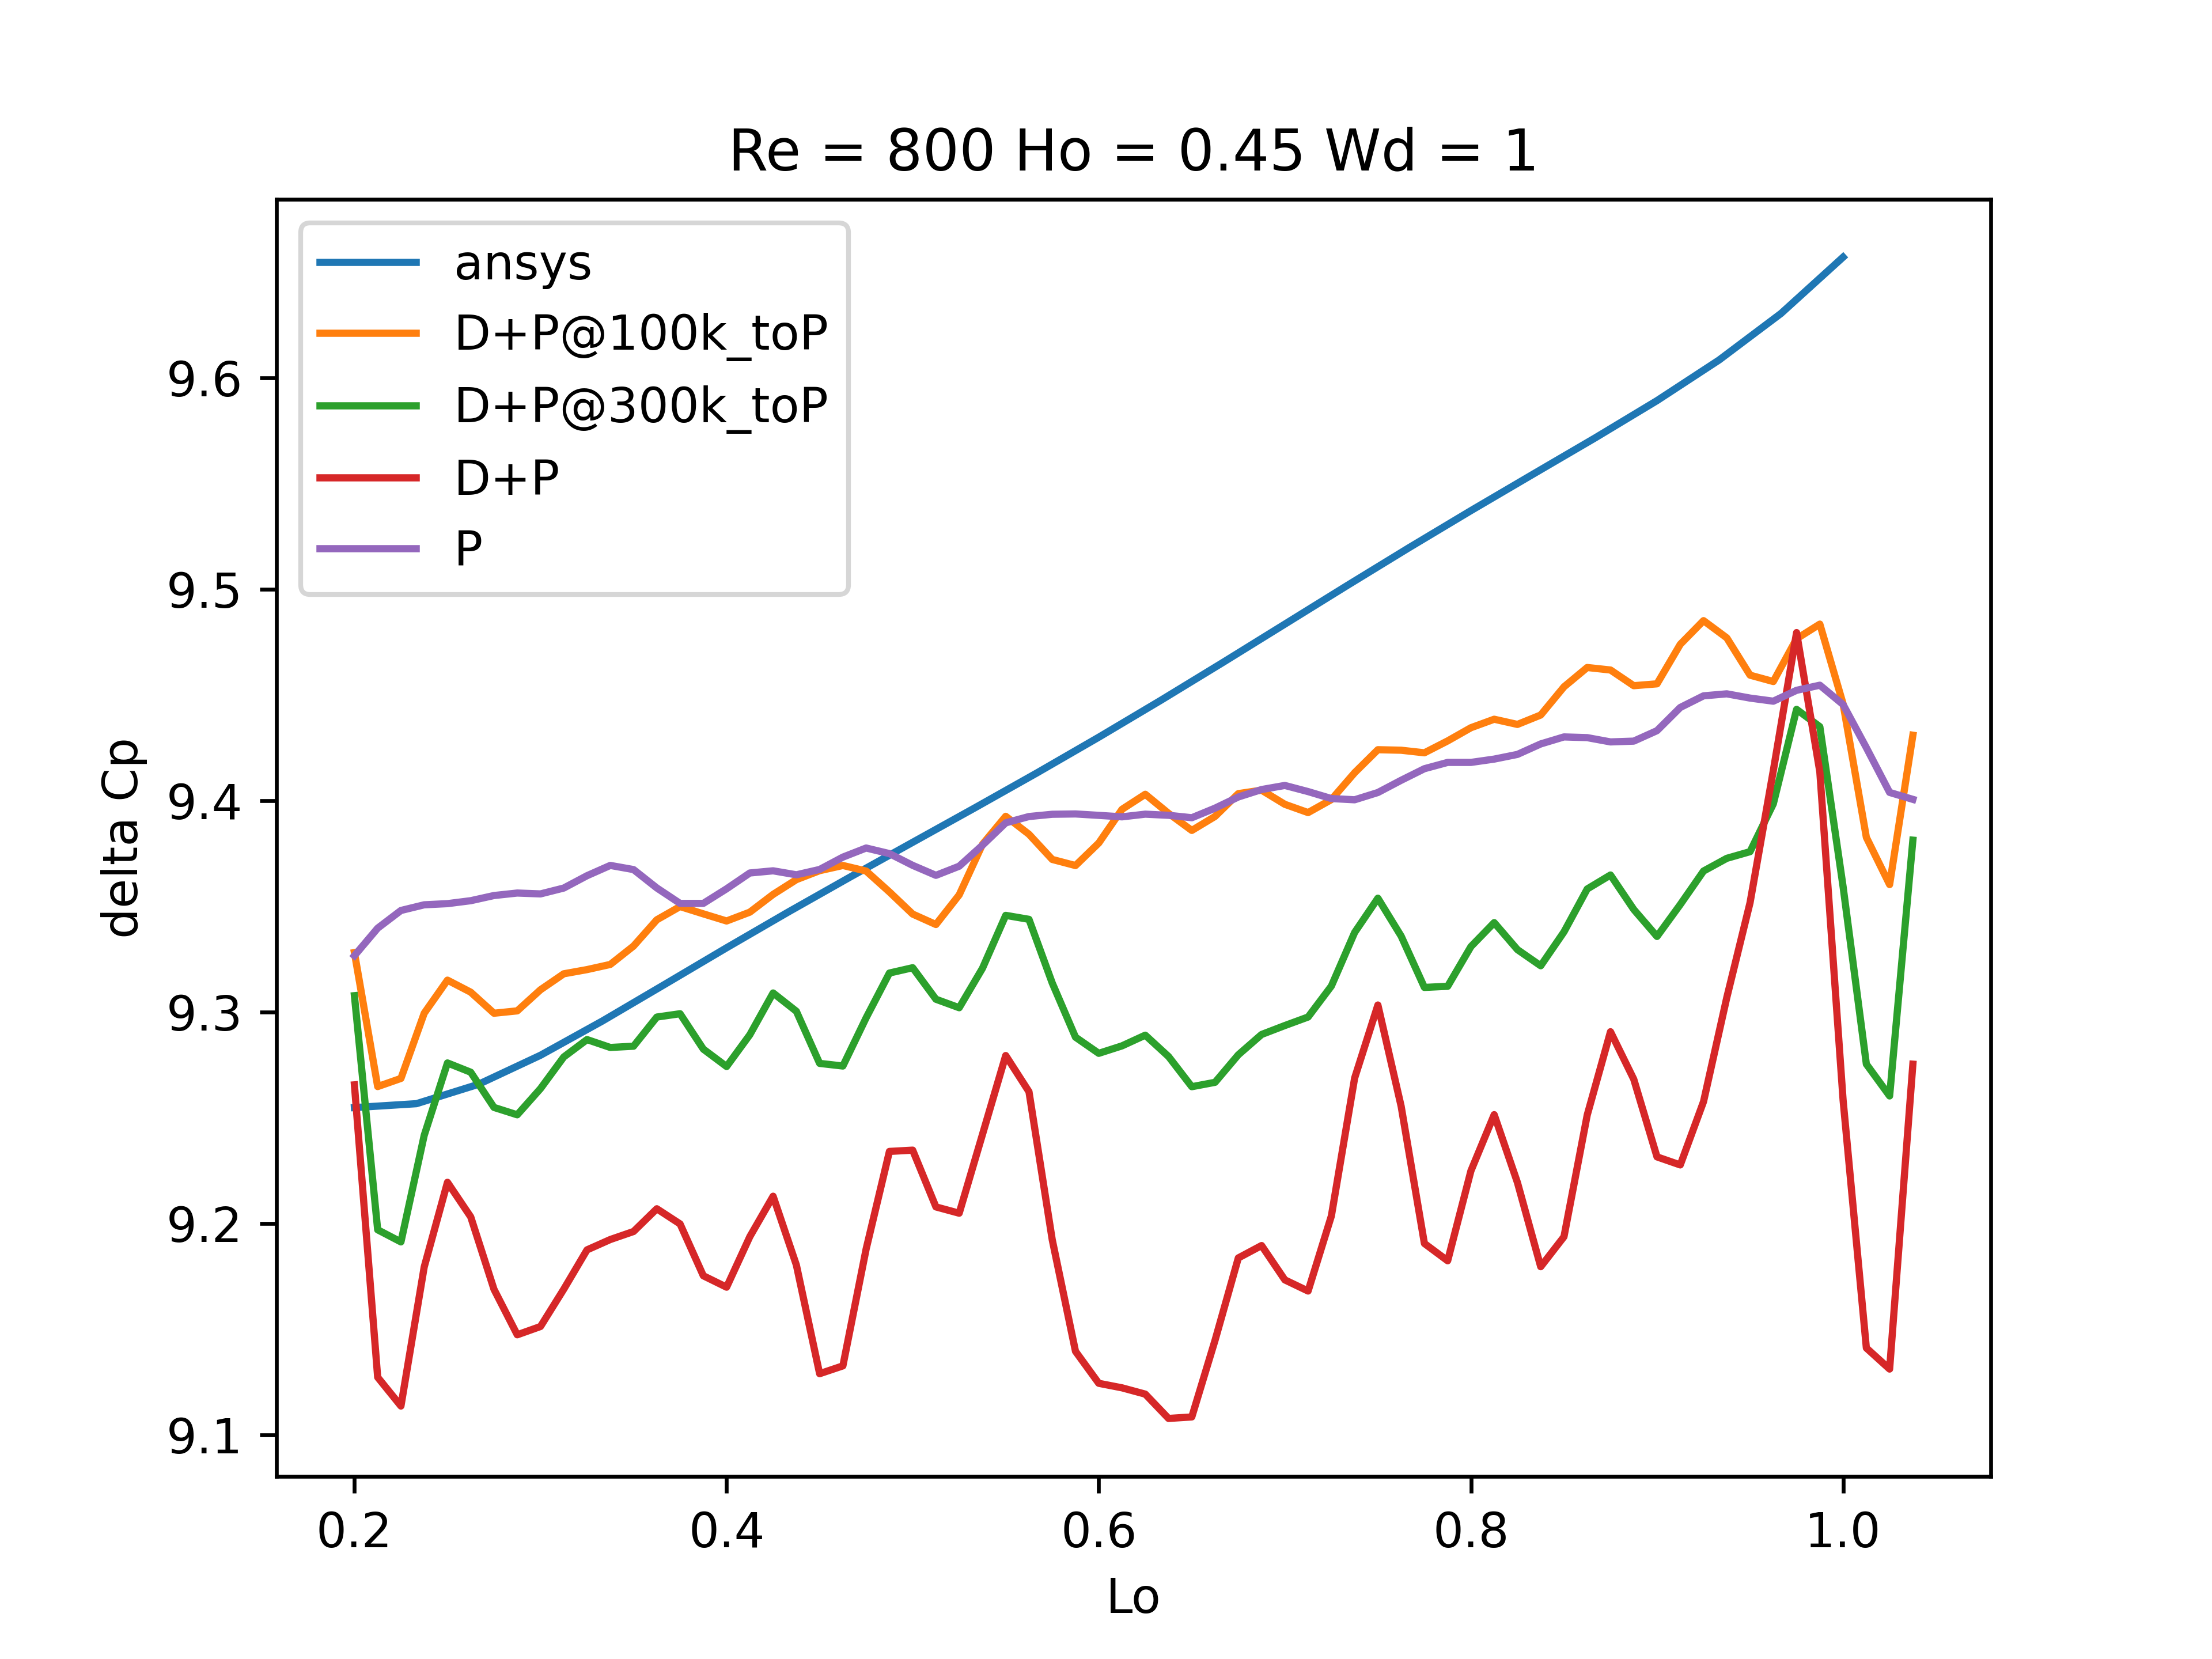 Re = 800 Ho = 0.45 Wd = 1
ansys
D+P@100k_toP
D+P@300k_toP
D+P
P
9.6
9.5
9.4
9.3
9.2
9.1
delta Cp
0.2 0.4 0.6 0.8 1.0
Lo